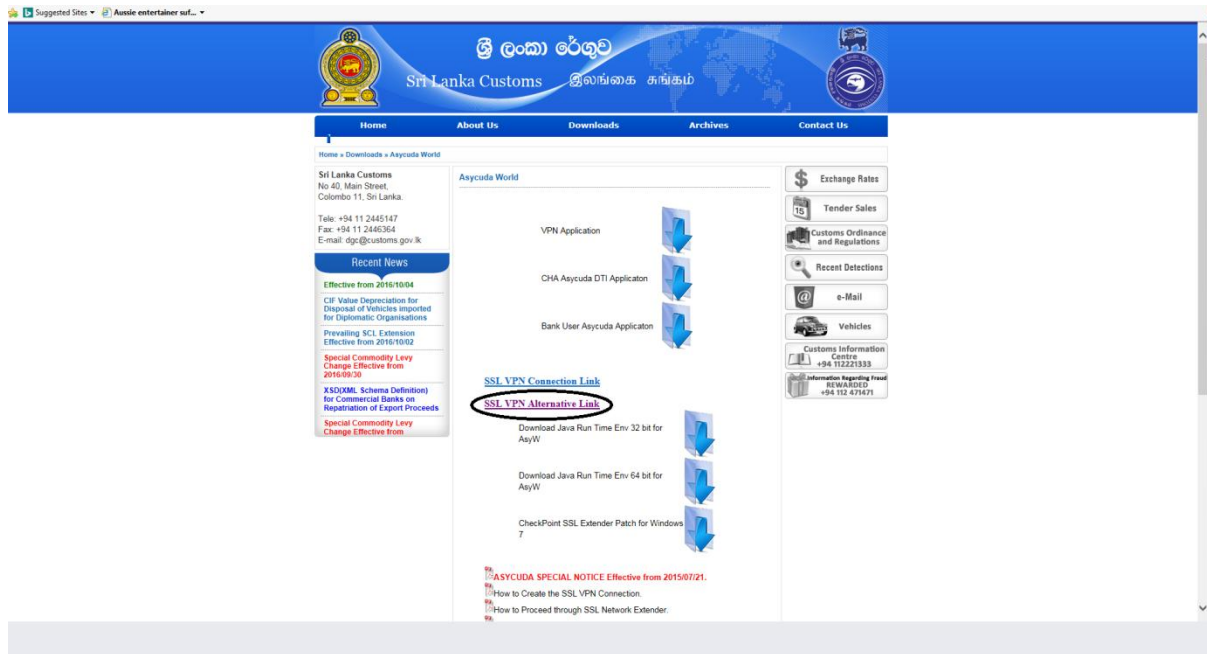 Suggested Sites ▾ Aussie entertainer suf... ▾
ශ්‍රී ලංකා රේගුව
Sri Lanka Customs இலங்கை சுங்கம்
Home About Us Downloads Archives Contact Us
Home » Downloads » Asycuda World
Sri Lanka Customs
No 40, Main Street,
Colombo 11, Sri Lanka.
Tele: +94 11 2445147
Fax: +94 11 2446364
E-mail: dgc@customs.gov.lk
Recent News
Effective from 2016/10/04
CIF Value Depreciation for
Disposal of Vehicles imported
for Diplomatic Organisations
Prevailing SCL Extension
Effective from 2016/10/02
Special Commodity Levy
Change Effective from
2016/09/30
XSD(XML Schema Definition)
for Commercial Banks on
Repatriation of Export Proceeds
Special Commodity Levy
Change Effective from
Asycuda World
VPN Application
CHA Asycuda DTI Applicaton
Bank User Asycuda Applicaton
SSL VPN Connection Link
SSL VPN Alternative Link
Download Java Run Time Env 32 bit for
AsyW
Download Java Run Time Env 64 bit for
AsyW
CheckPoint SSL Extender Patch for Windows
7
ASYCUDA SPECIAL NOTICE Effective from 2015/07/21.
How to Create the SSL VPN Connection.
How to Proceed through SSL Network Extender.
Exchange Rates
15 Tender Sales
Customs Ordinance
and Regulations
Recent Detections
@ e-Mail
Vehicles
Customs Information
Centre
+94 112221333
Information Regarding Fraud
REWARDED
+94 112 471471